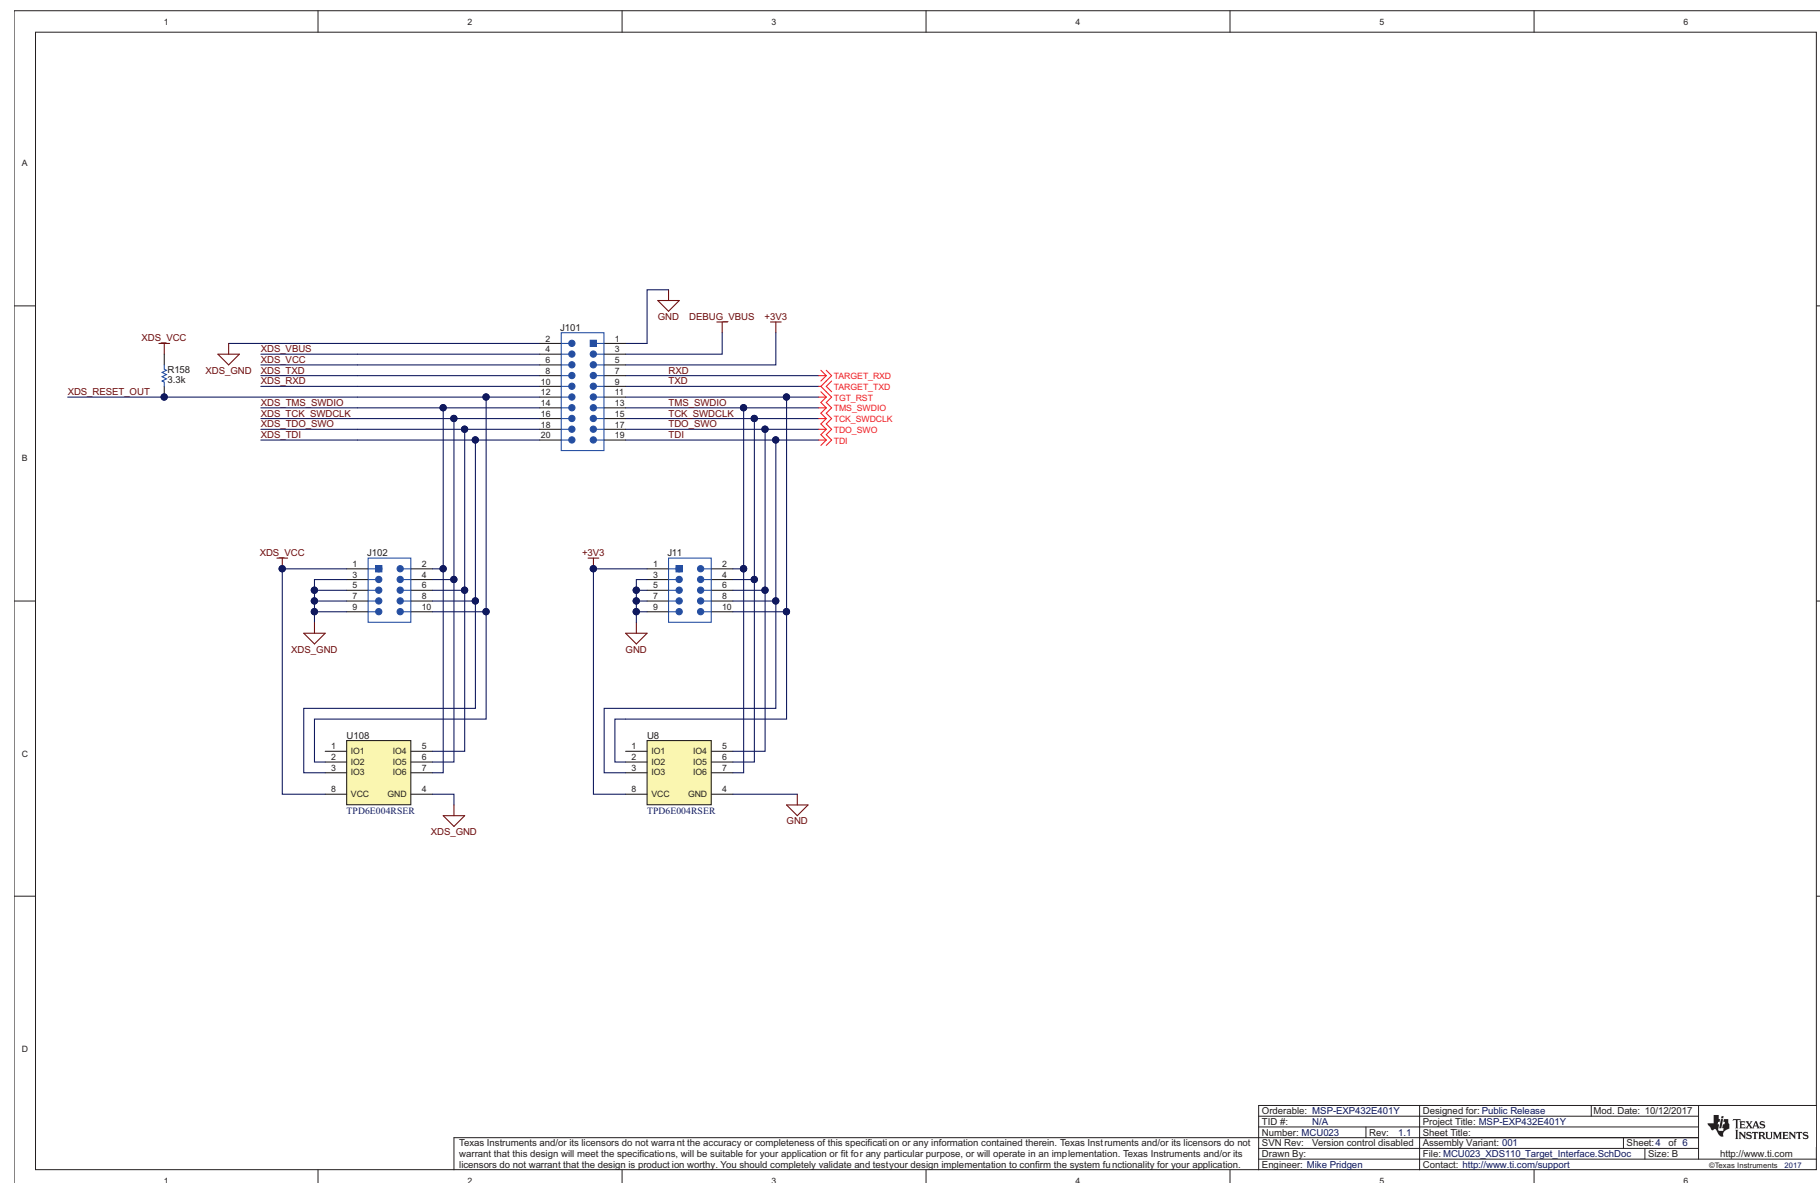 1 2 3 4 5 6
A
B
C
D
J101
GND
DEBUG_VBUS
+3V3
XDS_VCC
R158
3.3k
XDS_RESET_OUT
XDS_GND
XDS_VBUS
XDS_VCC
XDS_TXD
XDS_RXD
XDS_TMS_SWDIO
XDS_TCK_SWDCLK
XDS_TDO_SWO
XDS_TDI
2 1
4 3
6 5
8 7
10 9
12 11
14 13
16 15
18 17
20 19
RXD
TXD
TMS_SWDIO
TCK_SWDCLK
TDO_SWO
TDI
TARGET_RXD
TARGET_TXD
TGT_RST
TMS_SWDIO
TCK_SWDCLK
TDO_SWO
TDI
XDS_VCC
J102
1 2
3 4
5 6
7 8
9 10
XDS_GND
+3V3
J11
1 2
3 4
5 6
7 8
9 10
GND
U108
1 IO1 IO4 5
2 IO2 IO5 6
3 IO3 IO6 7
8 VCC GND 4
TPD6E004RSER
XDS_GND
U8
1 IO1 IO4 5
2 IO2 IO5 6
3 IO3 IO6 7
8 VCC GND 4
TPD6E004RSER
GND
Texas Instruments and/or its licensors do not warrant the accuracy or completeness of this specification or any information contained therein. Texas Instruments and/or its licensors do not
warrant that this design will meet the specifications, will be suitable for your application or fit for any particular purpose, or will operate in an implementation. Texas Instruments and/or its
licensors do not warrant that the design is production worthy. You should completely validate and test your design implementation to confirm the system functionality for your application.
Orderable: MSP-EXP432E401Y Designed for: Public Release Mod. Date: 10/12/2017
TID #: N/A Project Title: MSP-EXP432E401Y
Number: MCU023 Rev: 1.1 Sheet Title:
SVN Rev: Version control disabled Assembly Variant: 001 Sheet: 4 of 6
Drawn By: File: MCU023_XDS110_Target_Interface.SchDoc Size: B
Engineer: Mike Pridgen Contact: http://www.ti.com/support
TEXAS
INSTRUMENTS
http://www.ti.com
©Texas Instruments 2017
1 2 3 4 5 6